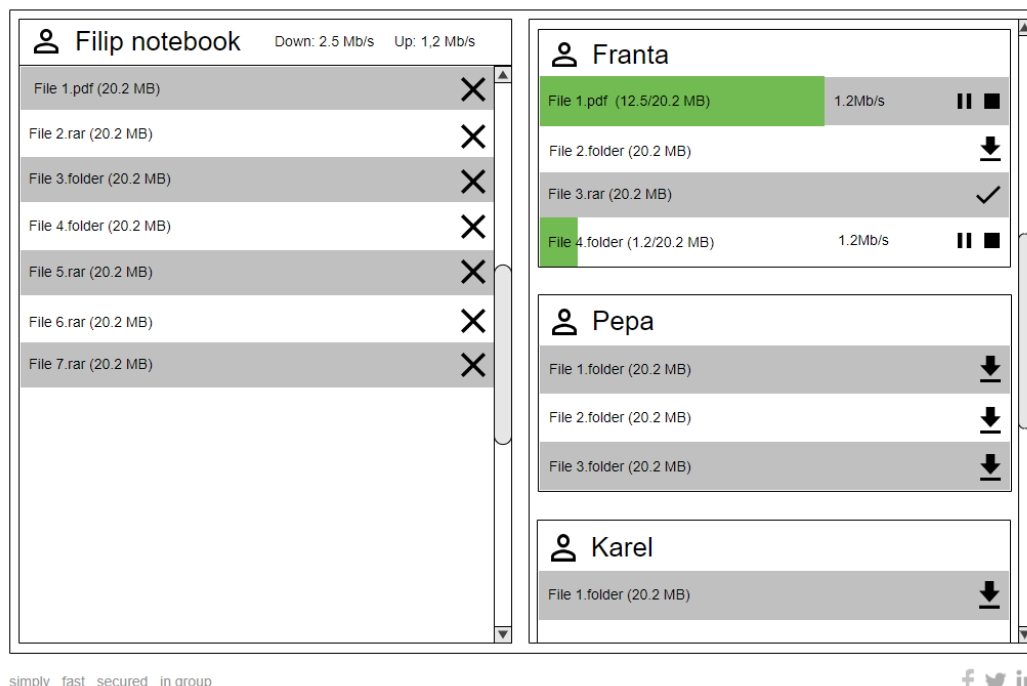 Filip notebook Down: 2.5 Mb/s Up: 1,2 Mb/s
File 1.pdf (20.2 MB)
File 2.rar (20.2 MB)
File 3.folder (20.2 MB)
File 4.folder (20.2 MB)
File 5.rar (20.2 MB)
File 6.rar (20.2 MB)
File 7.rar (20.2 MB)
Franta
File 1.pdf (12.5/20.2 MB) 1.2Mb/s
File 2.folder (20.2 MB)
File 3.rar (20.2 MB)
File 4.folder (1.2/20.2 MB) 1.2Mb/s
Pepa
File 1.folder (20.2 MB)
File 2.folder (20.2 MB)
File 3.folder (20.2 MB)
Karel
File 1.folder (20.2 MB)
simply fast secured in group